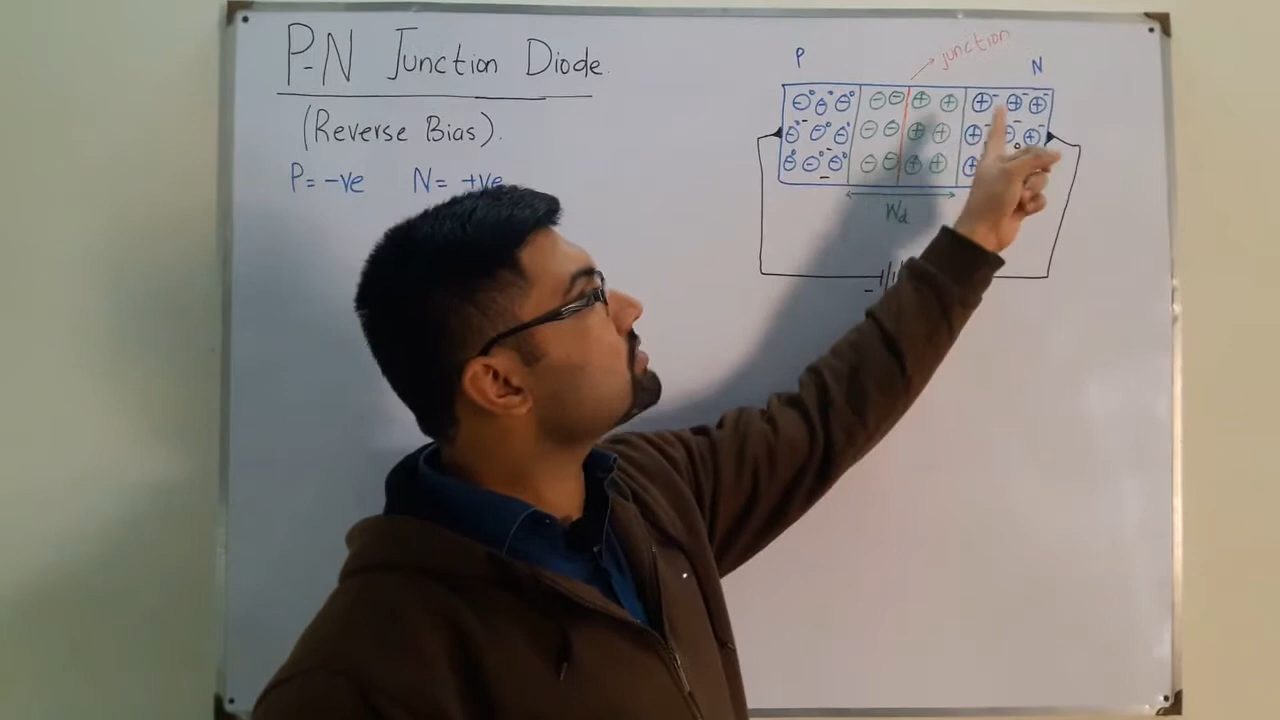 P-N Junction Diode.
(Reverse Bias).
P= -ve N= +ve
P
junction
N
Wd
-